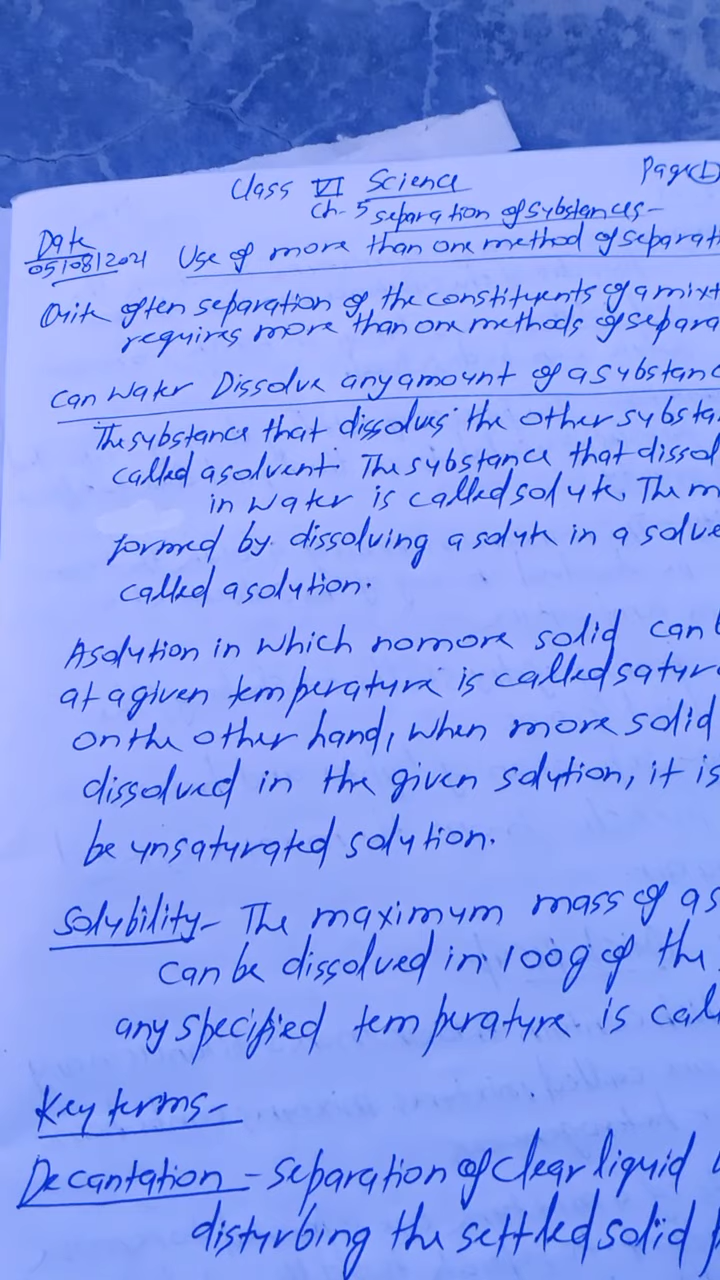 Class VI Science Page(1)
Ch-5 separation of substances-
Date
05/08/2021 Use of more than one method of separati
Quite often separation of the constituents of a mixt
requires more than one methods of separa
Can Water Dissolve any amount of a substanc
The substance that dissolves the other substa
called a solvent. The substance that dissol
in water is called solute. The m
formed by dissolving a solute in a solve
called a solution.
A solution in which no more solid can b
at a given temperature is called satura
on the other hand, when more solid
dissolved in the given solution, it is
be unsaturated solution.
Solubility- The maximum mass of a s
can be dissolved in 100g of the
any specified temperature is call
Key terms-
Decantation - Separation of clear liquid
disturbing the settled solid p